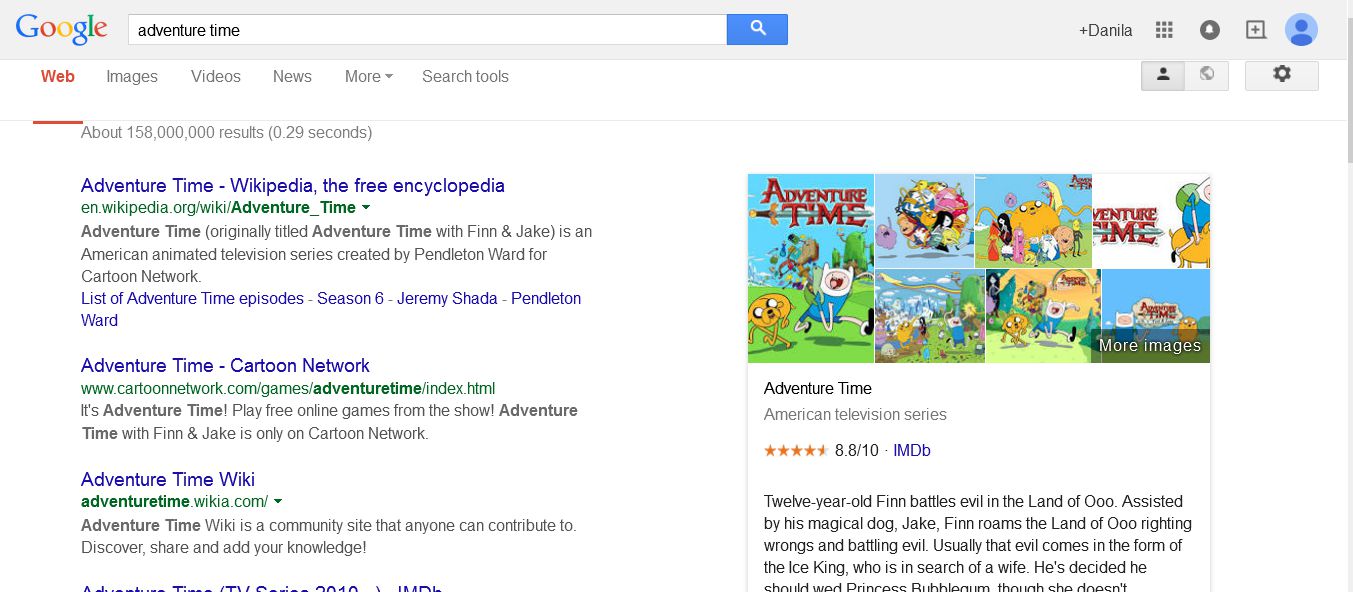 Google
adventure time
+Danila
Web Images Videos News More Search tools
About 158,000,000 results (0.29 seconds)
Adventure Time - Wikipedia, the free encyclopedia
en.wikipedia.org/wiki/Adventure_Time
Adventure Time (originally titled Adventure Time with Finn & Jake) is an
American animated television series created by Pendleton Ward for
Cartoon Network.
List of Adventure Time episodes - Season 6 - Jeremy Shada - Pendleton
Ward
Adventure Time - Cartoon Network
www.cartoonnetwork.com/games/adventuretime/index.html
It's Adventure Time! Play free online games from the show! Adventure
Time with Finn & Jake is only on Cartoon Network.
Adventure Time Wiki
adventuretime.wikia.com/
Adventure Time Wiki is a community site that anyone can contribute to.
Discover, share and add your knowledge!
Adventure Time (TV Series 2010– ) - IMDb
ADVENTURE
TIME
More images
Adventure Time
American television series
8.8/10 · IMDb
Twelve-year-old Finn battles evil in the Land of Ooo. Assisted
by his magical dog, Jake, Finn roams the Land of Ooo righting
wrongs and battling evil. Usually that evil comes in the form of
the Ice King, who is in search of a wife. He's decided he
should wed Princess Bubblegum, though she doesn't